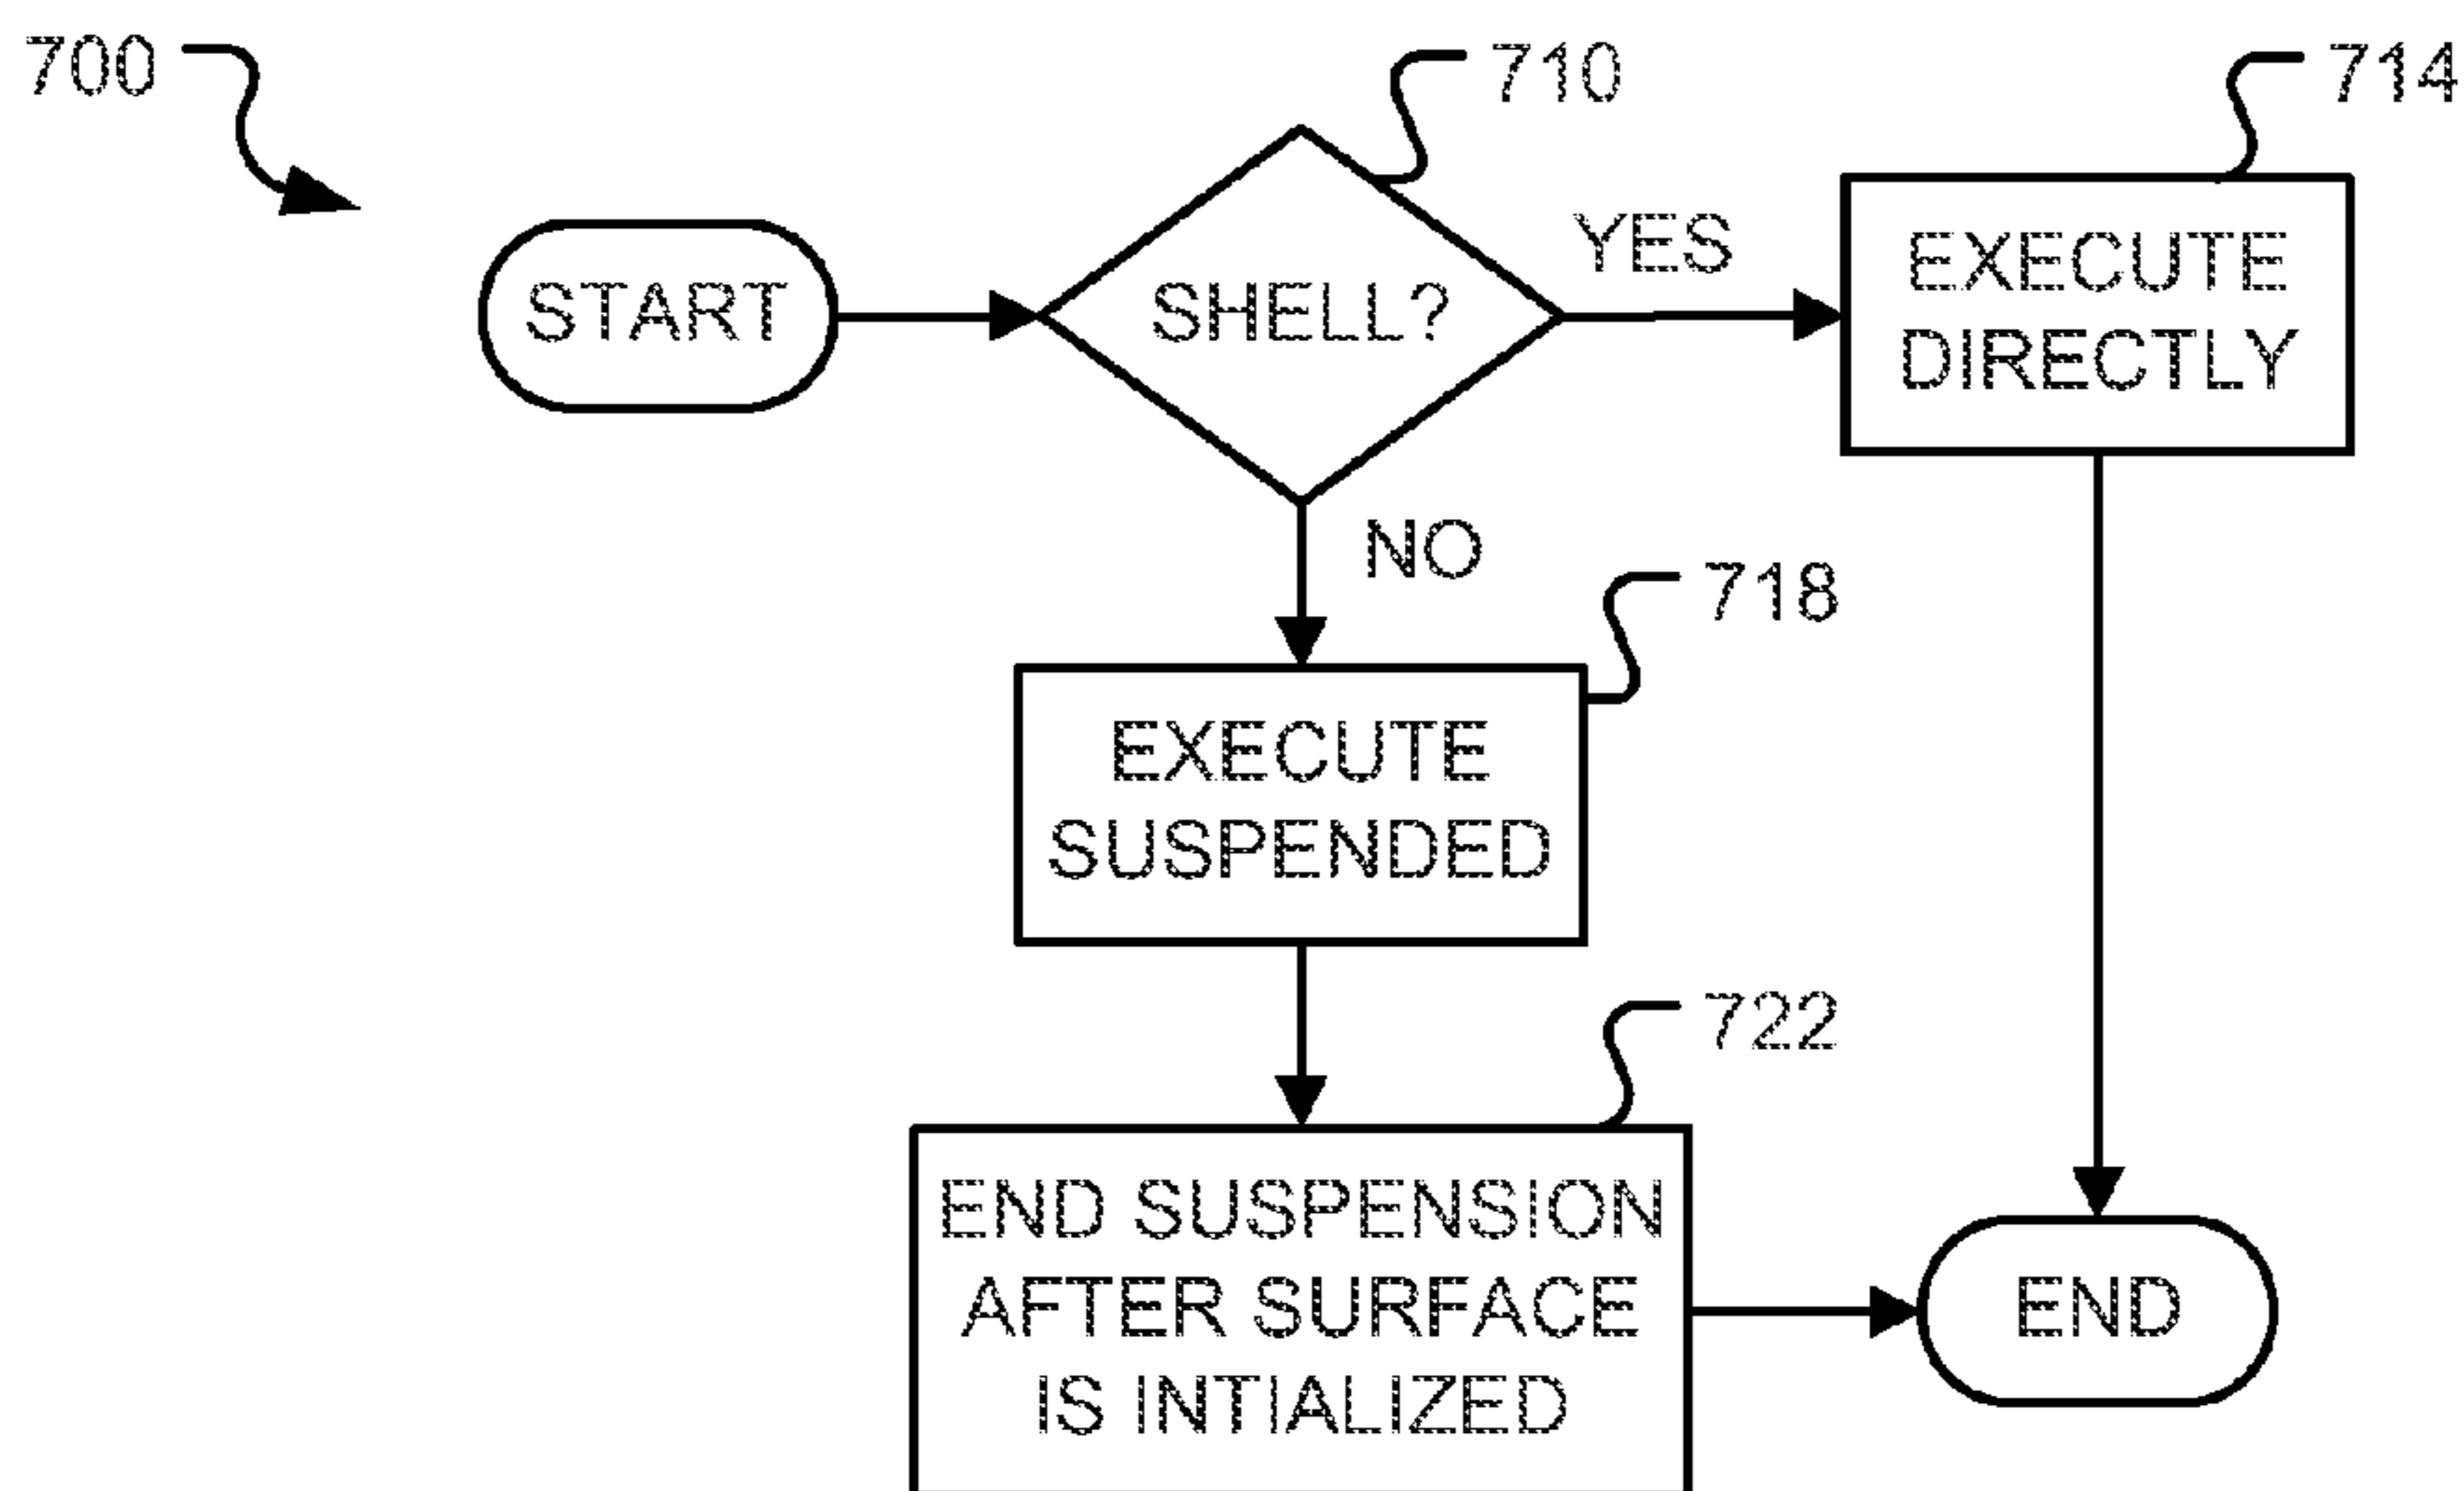 700
710
714
START
SHELL?
YES
EXECUTE
DIRECTLY
NO
718
EXECUTE
SUSPENDED
722
END SUSPENSION
AFTER SURFACE
IS INTIALIZED
END